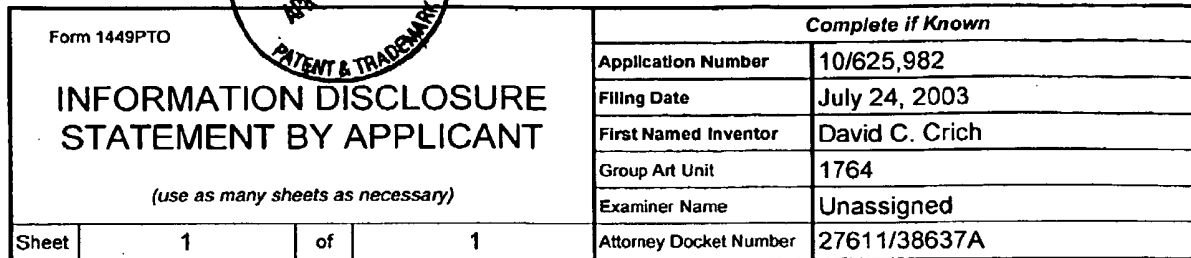 Form 1449PTO
PATENT & TRADEMARK
INFORMATION DISCLOSURE
STATEMENT BY APPLICANT
(use as many sheets as necessary)
Sheet 1 of 1
Complete if Known
Application Number 10/625,982
Filing Date July 24, 2003
First Named Inventor David C. Crich
Group Art Unit 1764
Examiner Name Unassigned
Attorney Docket Number 27611/38637A